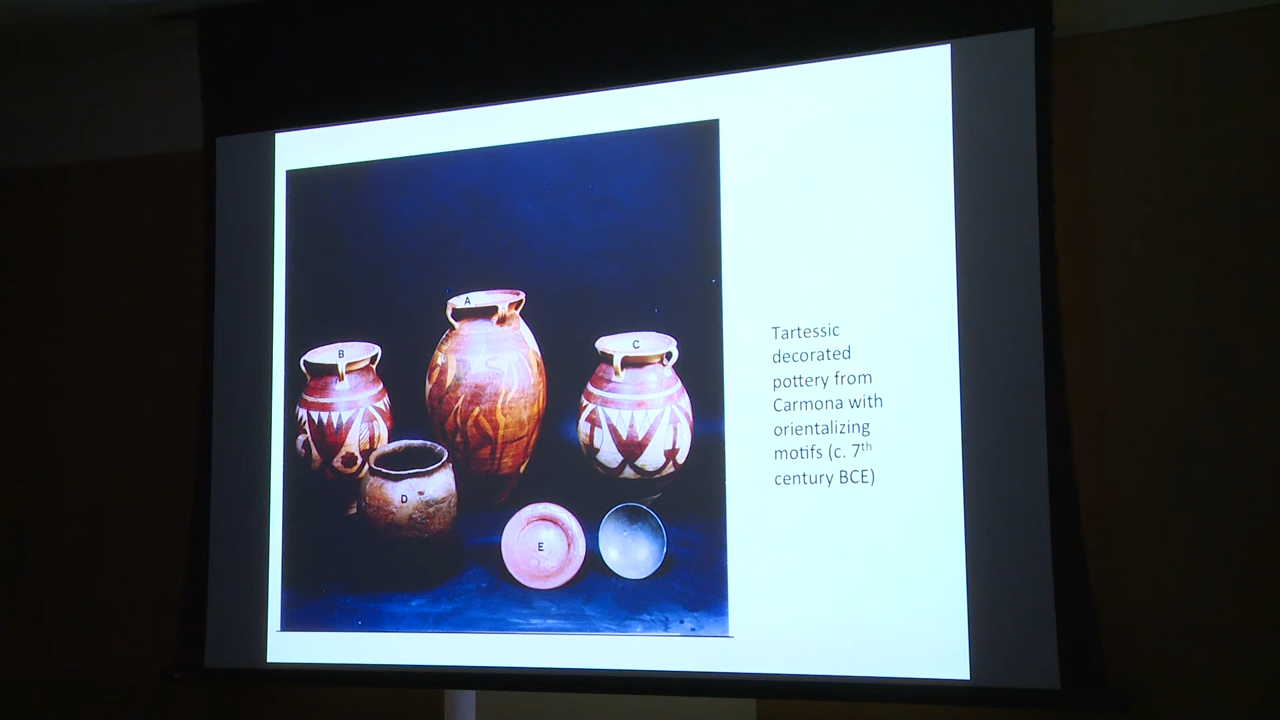 A
B
C
D
E
Tartessic
decorated
pottery from
Carmona with
orientalizing
motifs (c. 7th
century BCE)